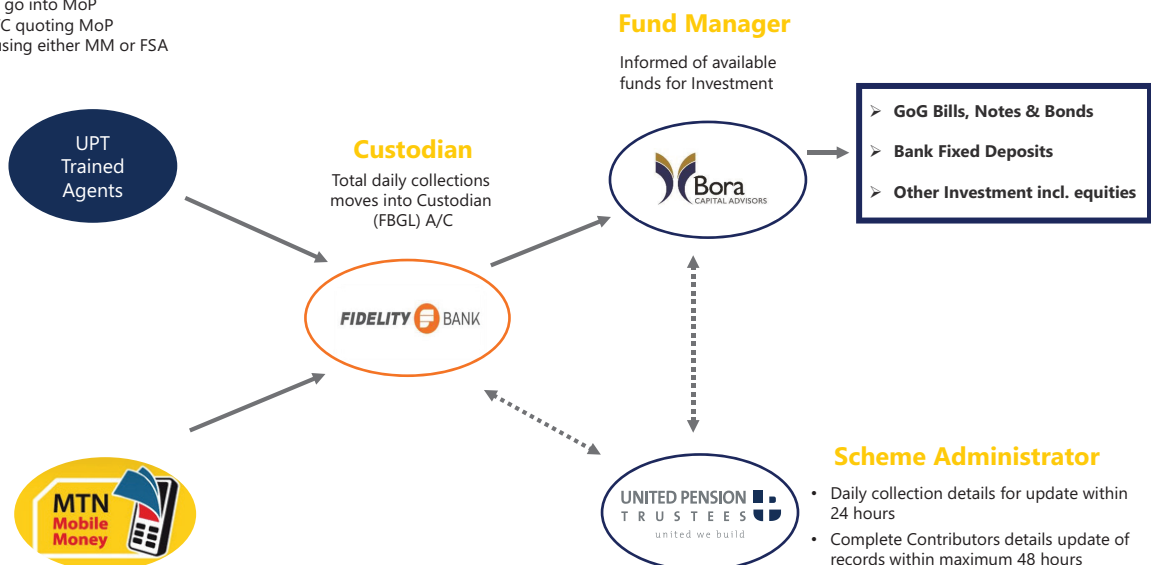 go into MoP
C quoting MoP
using either MM or FSA
Fund Manager
Informed of available
funds for Investment
➢ GoG Bills, Notes & Bonds
➢ Bank Fixed Deposits
➢ Other Investment incl. equities
UPT
Trained
Agents
Custodian
Total daily collections
moves into Custodian
(FBGL) A/C
Bora
CAPITAL ADVISORS
FIDELITY BANK
MTN
Mobile
Money
UNITED PENSION
TRUSTEES
united we build
Scheme Administrator
• Daily collection details for update within
24 hours
• Complete Contributors details update of
records within maximum 48 hours